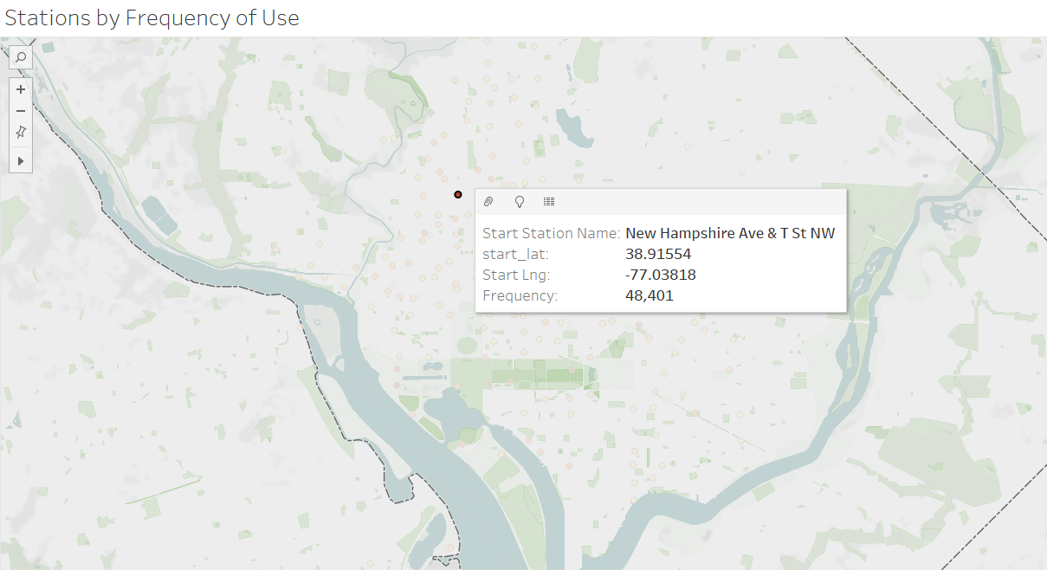 Stations by Frequency of Use
Start Station Name: New Hampshire Ave & T St NW
start_lat: 38.91554
Start Lng: -77.03818
Frequency: 48,401